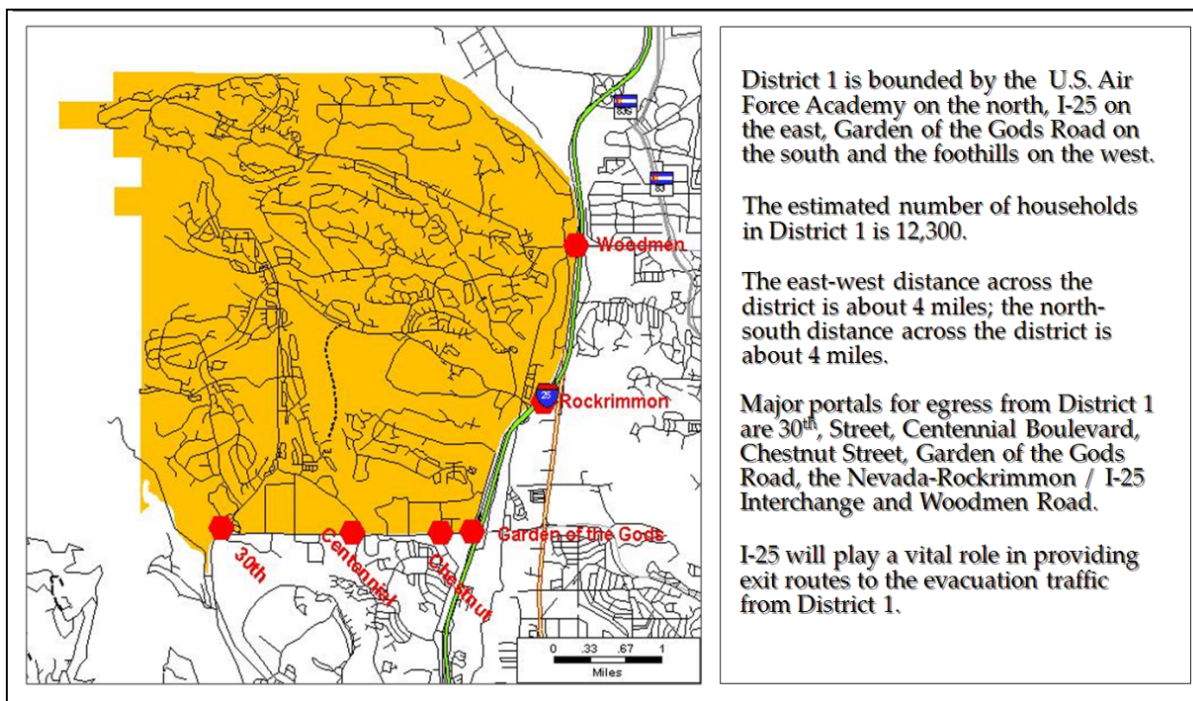 83S
83
Woodmen
25
Rockrimmon
Garden of the Gods
30th
Centennial
Chestnut
0 .33 .67 1
Miles
District 1 is bounded by the U.S. Air
Force Academy on the north, I-25 on
the east, Garden of the Gods Road on
the south and the foothills on the west.
The estimated number of households
in District 1 is 12,300.
The east-west distance across the
district is about 4 miles; the north-
south distance across the district is
about 4 miles.
Major portals for egress from District 1
are 30th, Street, Centennial Boulevard,
Chestnut Street, Garden of the Gods
Road, the Nevada-Rockrimmon / I-25
Interchange and Woodmen Road.
I-25 will play a vital role in providing
exit routes to the evacuation traffic
from District 1.